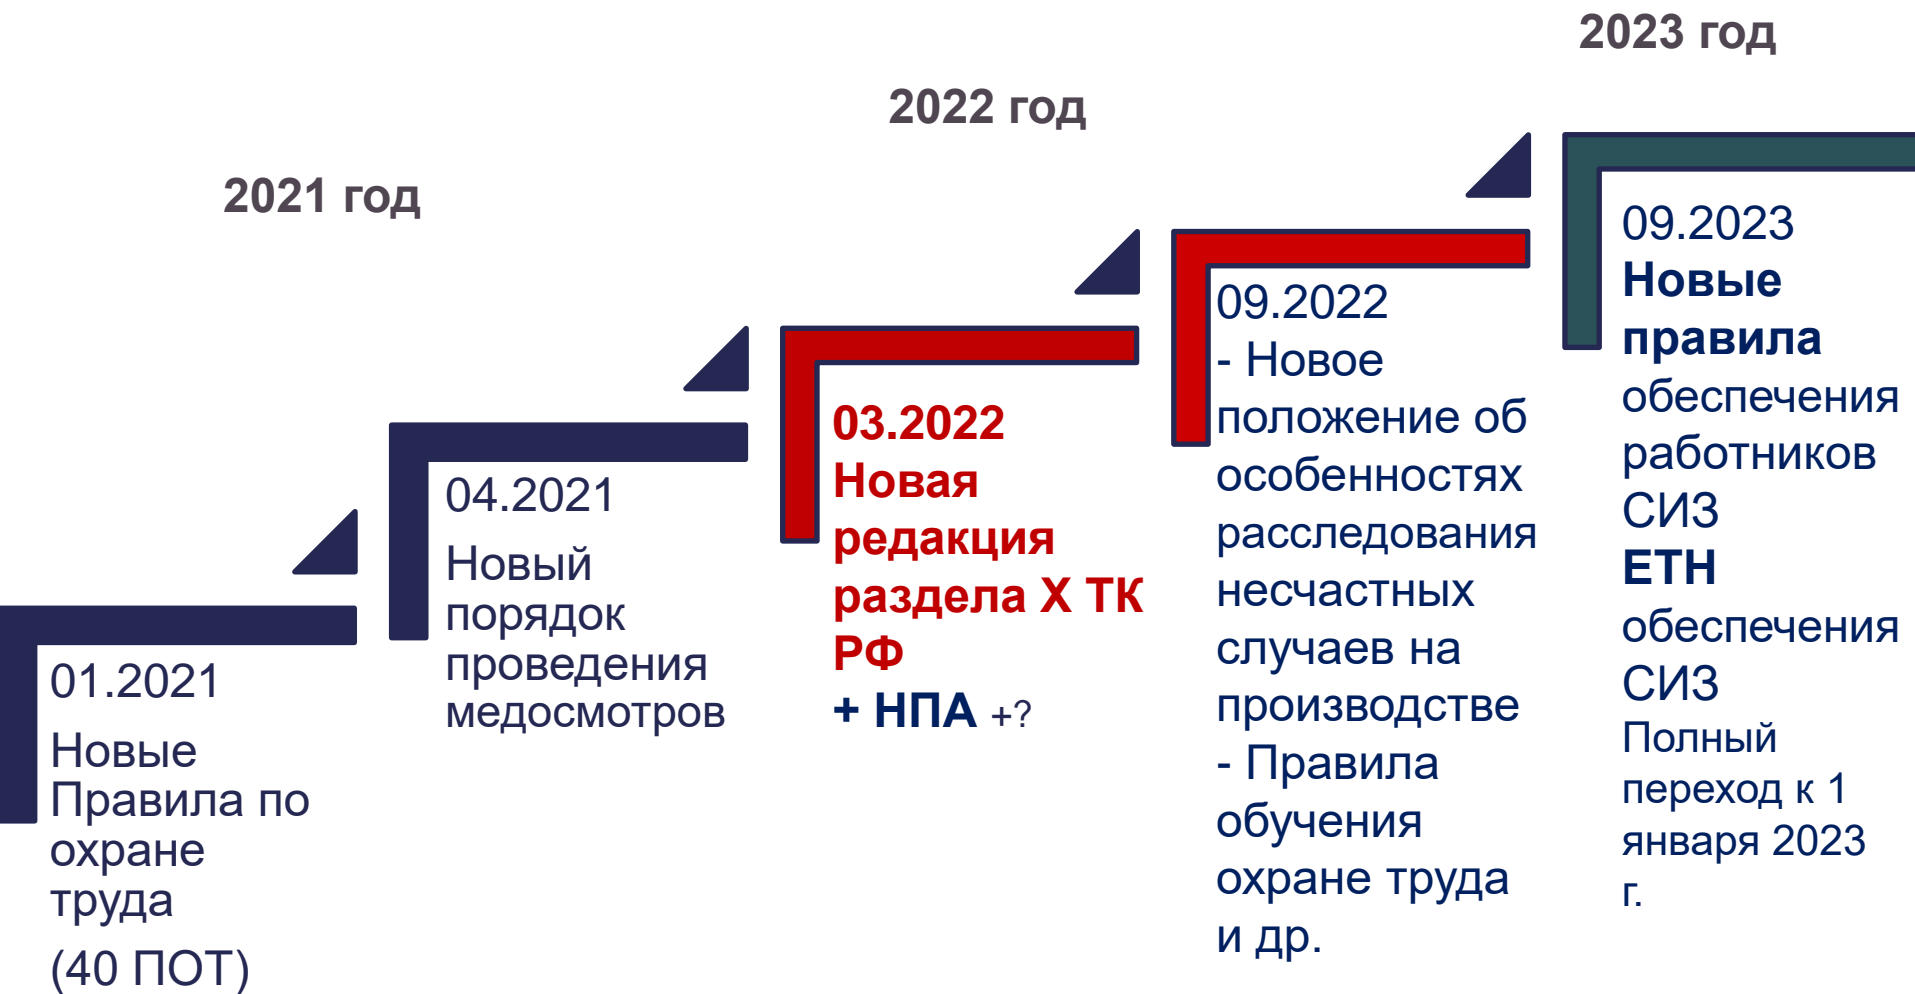 2021 год
2022 год
2023 год
01.2021
Новые
Правила по
охране
труда
(40 ПОТ)
04.2021
Новый
порядок
проведения
медосмотров
03.2022
Новая
редакция
раздела X ТК
РФ
+ НПА +?
09.2022
- Новое
положение об
особенностях
расследования
несчастных
случаев на
производстве
- Правила
обучения
охране труда
и др.
09.2023
Новые
правила
обеспечения
работников
СИЗ
ЕТН
обеспечения
СИЗ
Полный
переход к 1
января 2023
г.